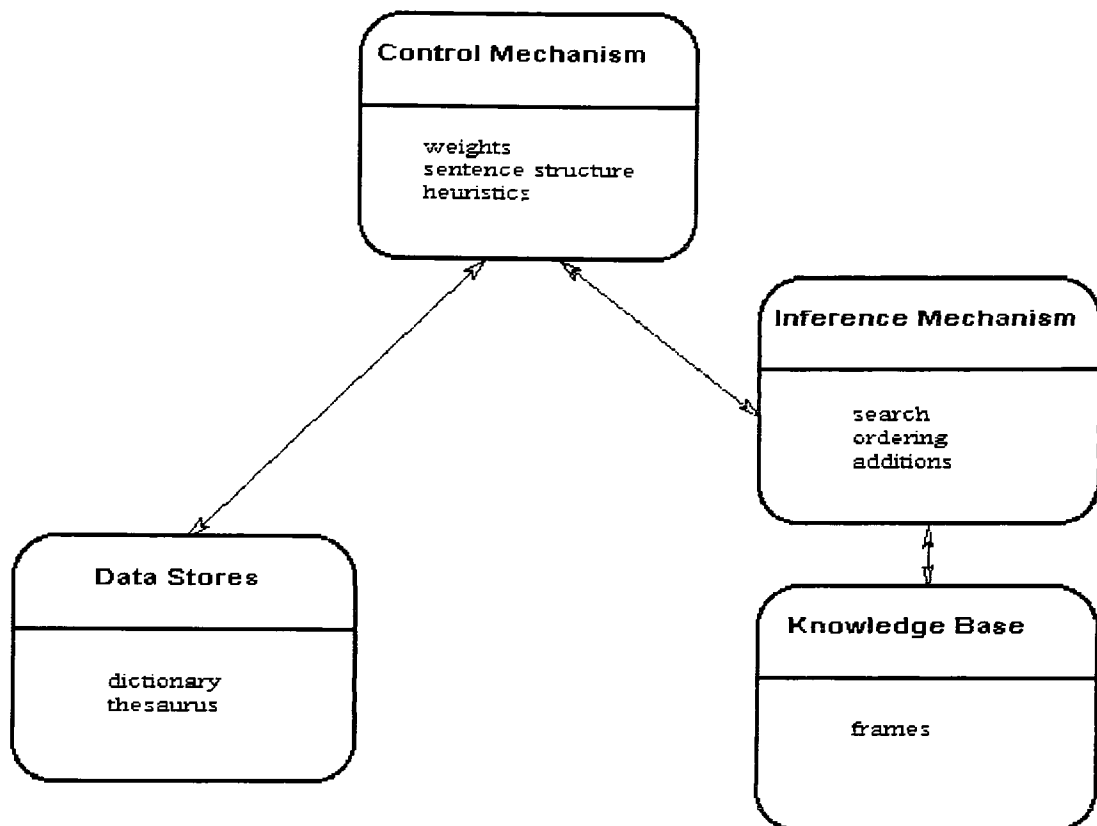 Control Mechanism
weights
sentence structure
heuristics
Inference Mechanism
search
ordering
additions
Data Stores
dictionary
thesaurus
Knowledge Base
frames